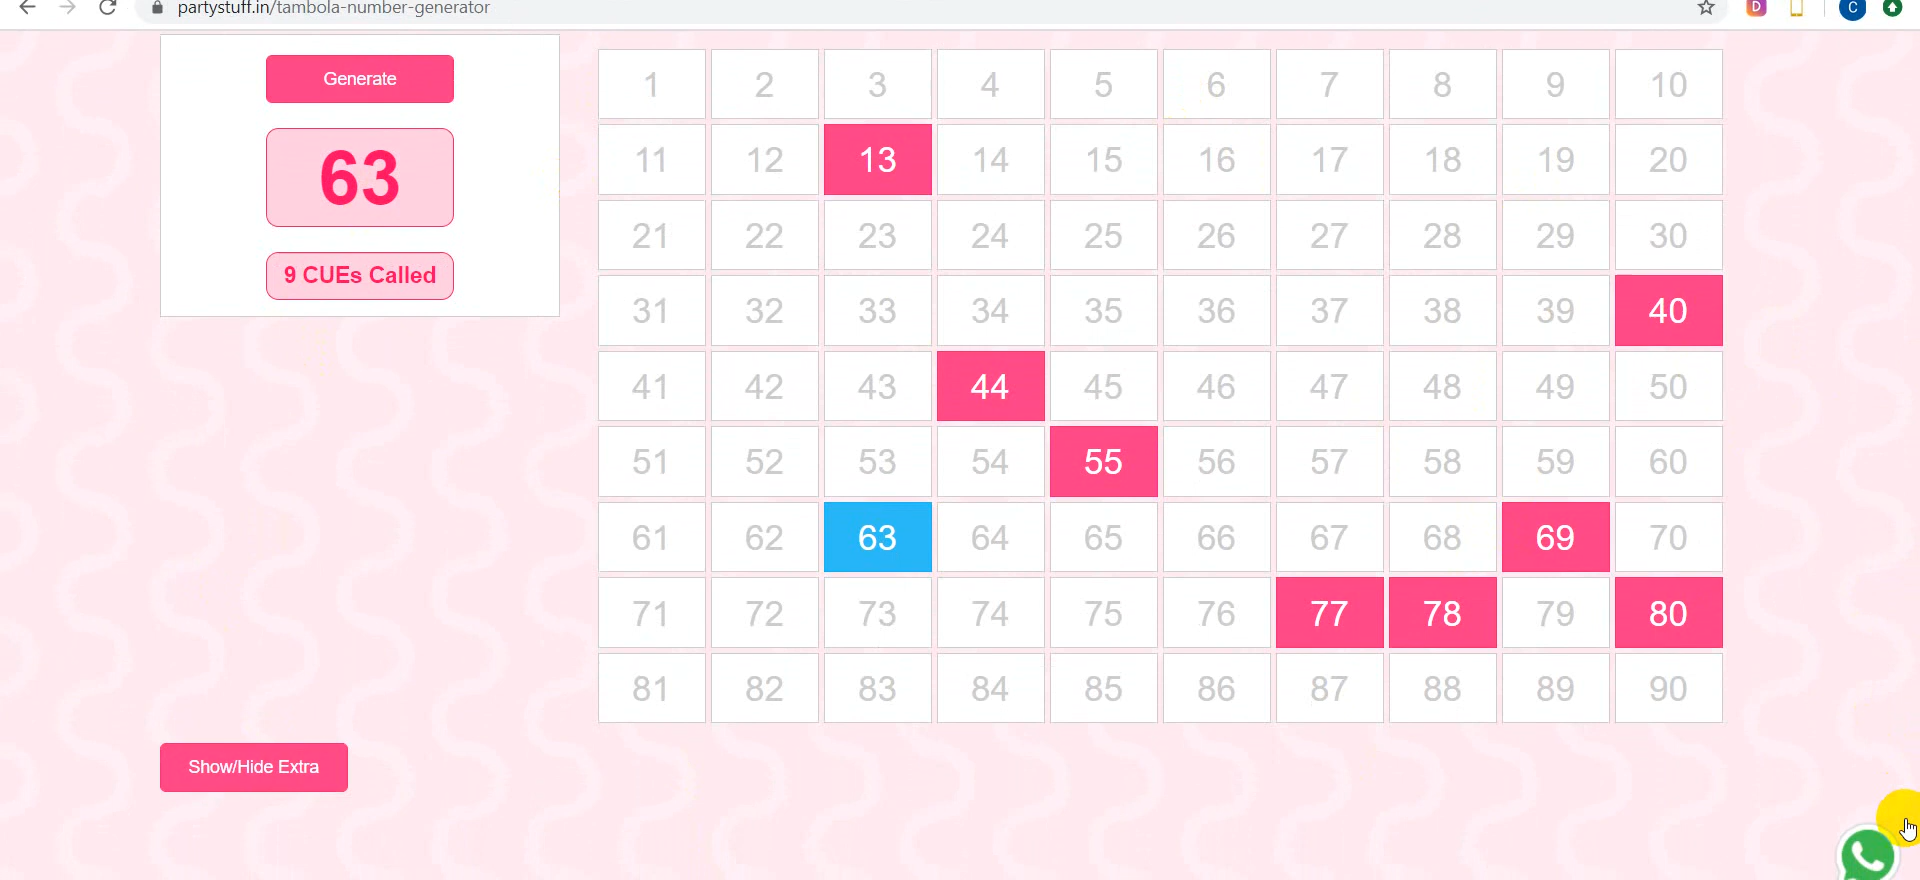 partystuff.in/tambola-number-generator
D
C
Generate
63
9 CUEs Called
1 2 3 4 5 6 7 8 9 10
11 12 13 14 15 16 17 18 19 20
21 22 23 24 25 26 27 28 29 30
31 32 33 34 35 36 37 38 39 40
41 42 43 44 45 46 47 48 49 50
51 52 53 54 55 56 57 58 59 60
61 62 63 64 65 66 67 68 69 70
71 72 73 74 75 76 77 78 79 80
81 82 83 84 85 86 87 88 89 90
Show/Hide Extra